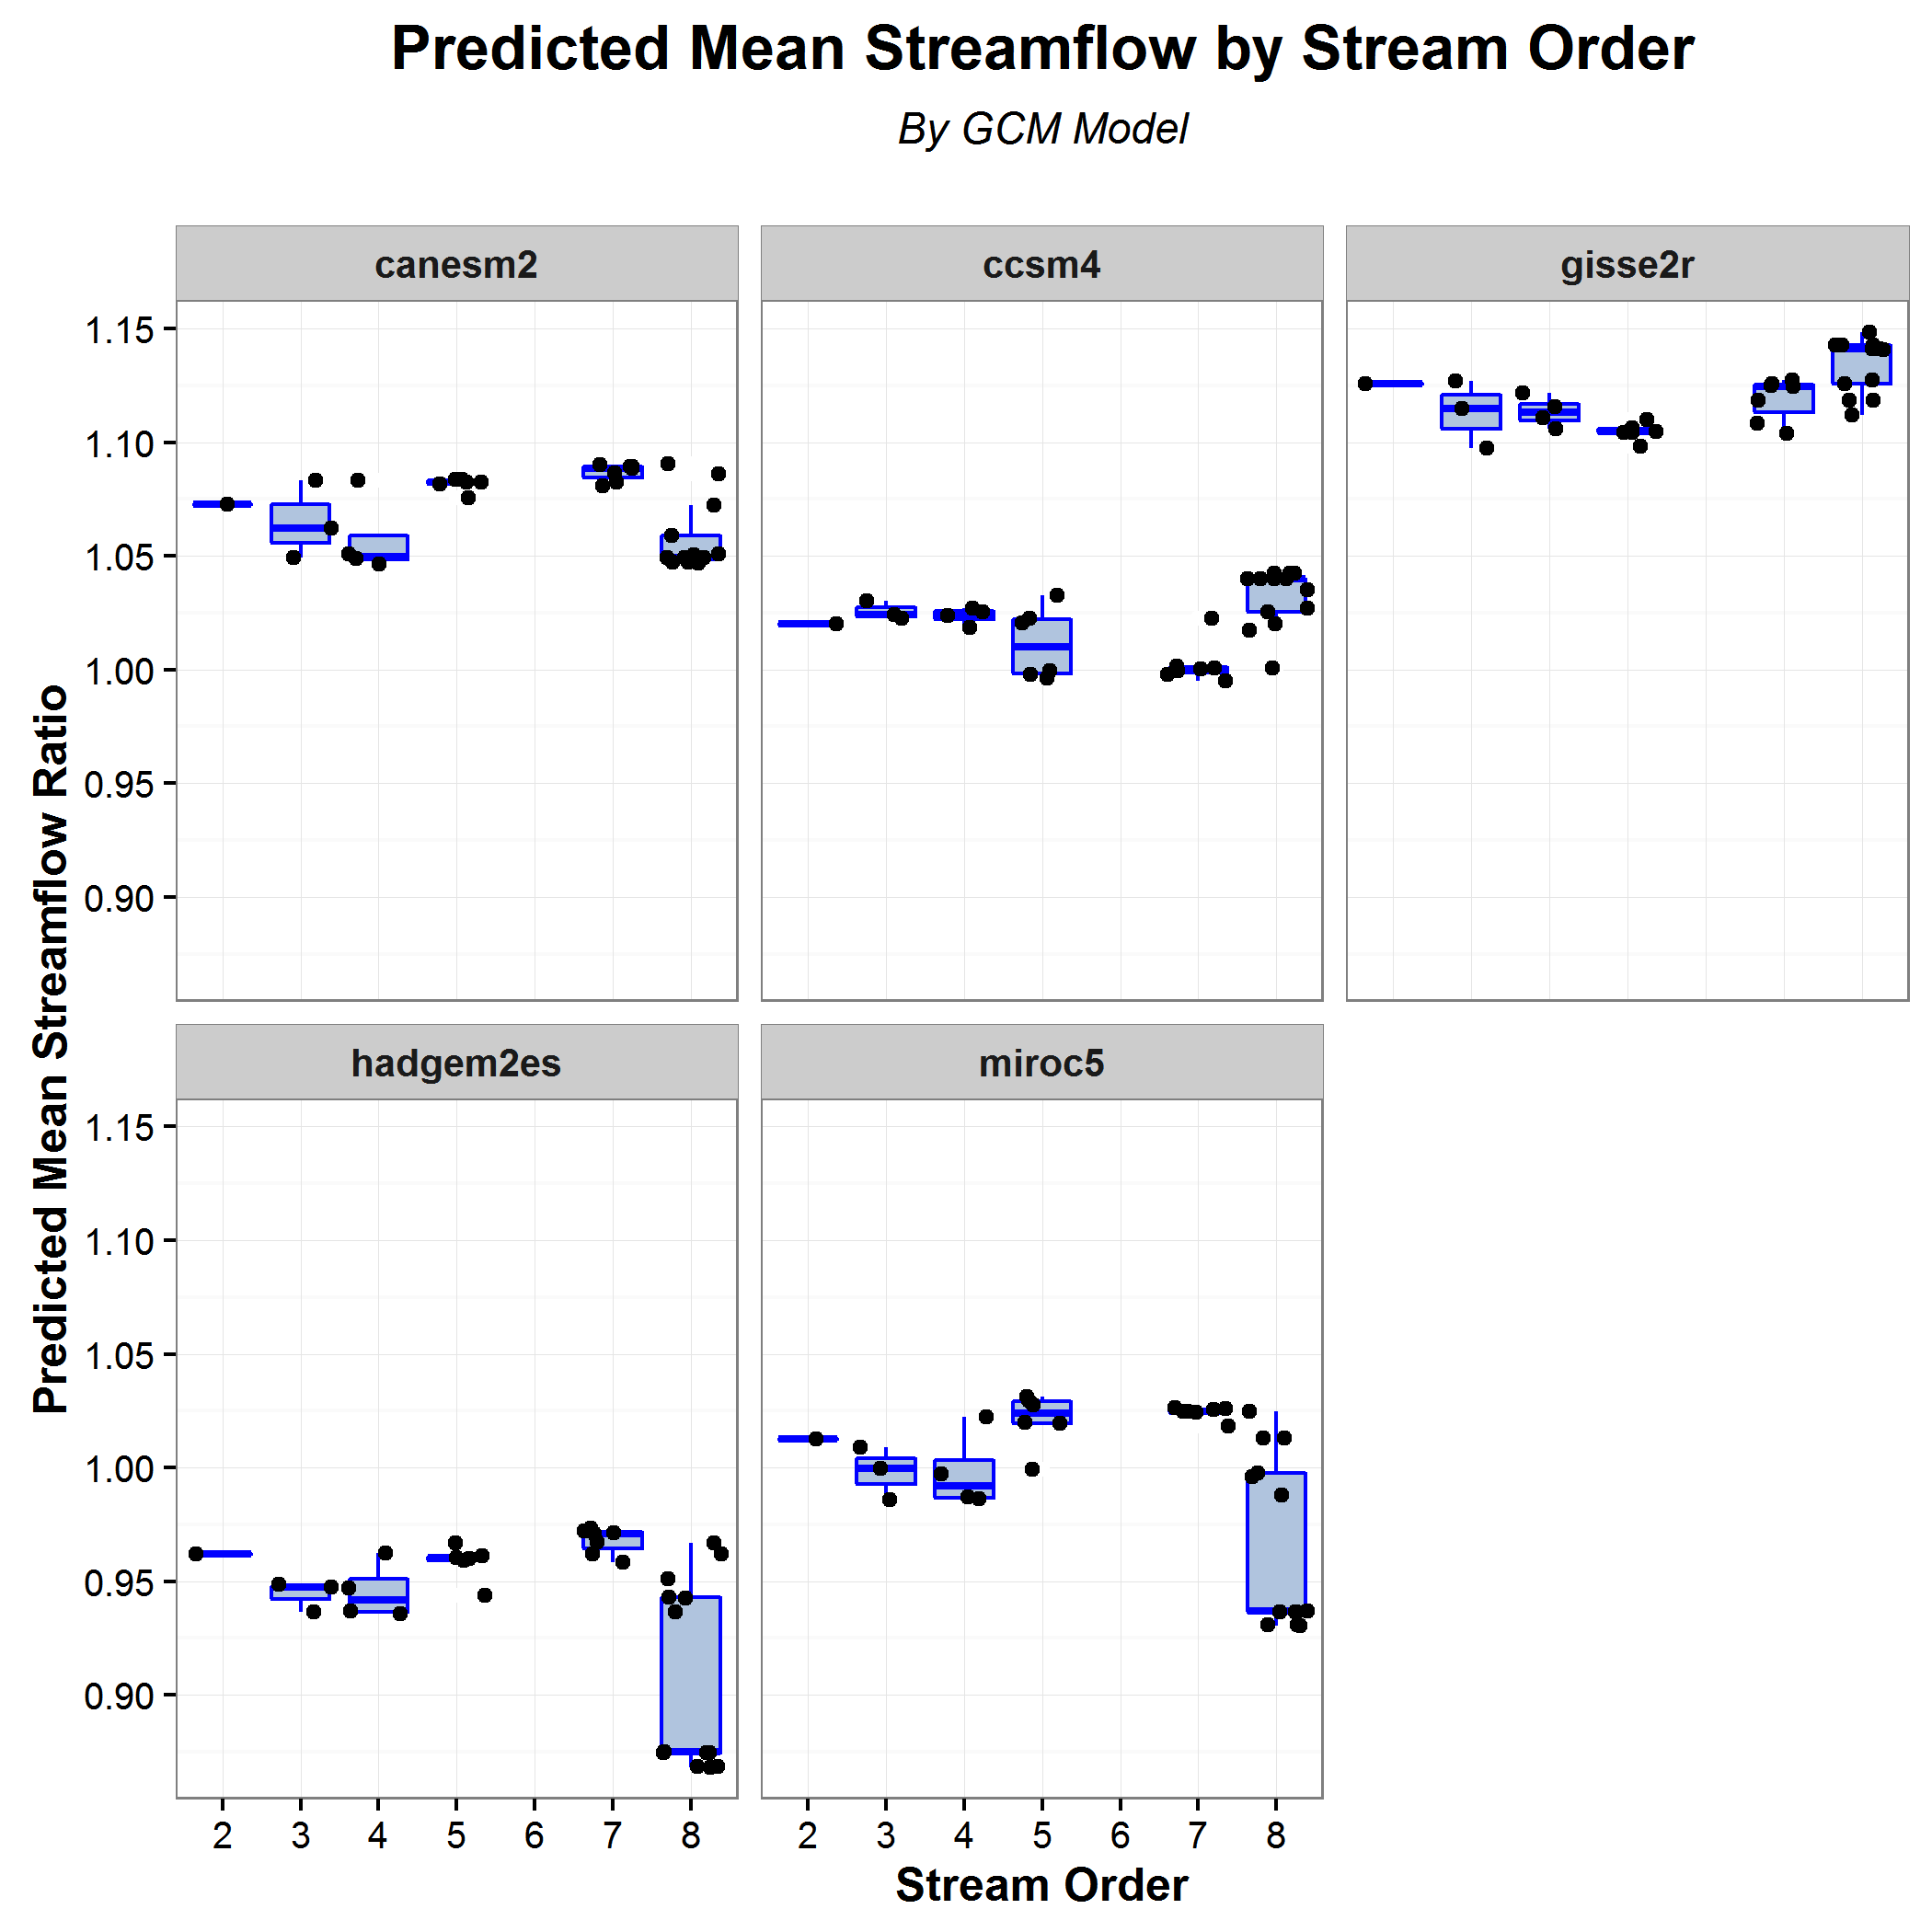 Predicted Mean Streamflow by Stream Order
By GCM Model
canesm2
ccsm4
gisse2r
1.15
1.10
1.05
1.00
0.95
0.90
Predicted Mean Streamflow Ratio
hadgem2es
miroc5
1.15
1.10
1.05
1.00
0.95
0.90
2 3 4 5 6 7 8
2 3 4 5 6 7 8
Stream Order